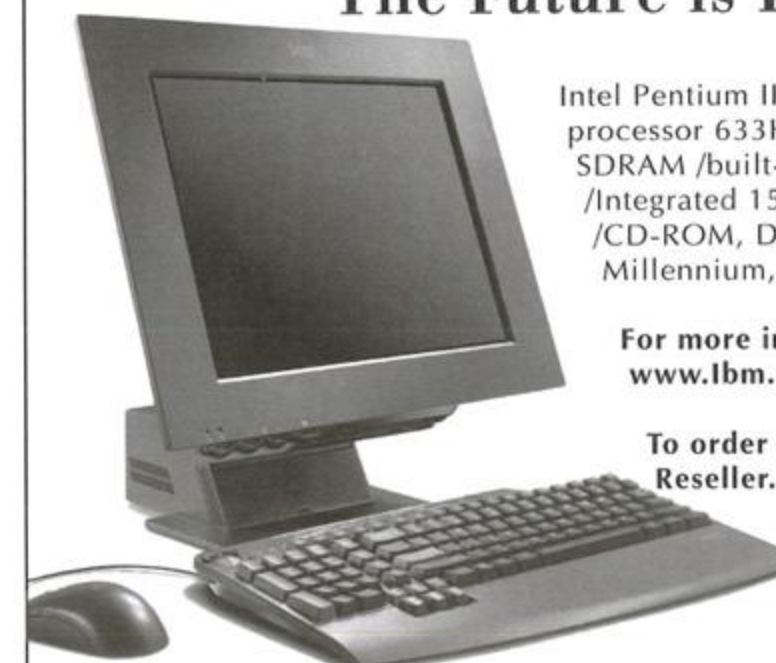 The Future is
Intel Pentium II
processor 633
SDRAM /built-
/Integrated 15
/CD-ROM, D
Millennium,
For more in
www.Ibm.
To order
Reseller.